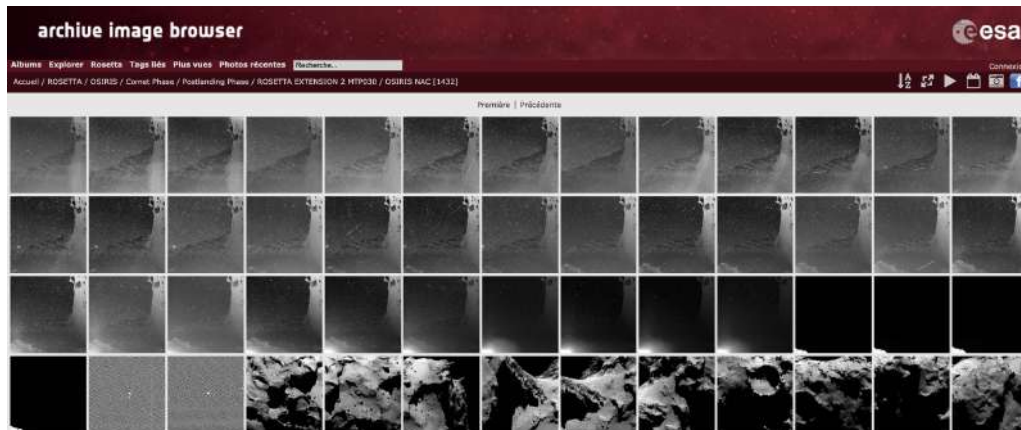 archive image browser
esa
Albums Explorer Rosetta Tags liés Plus vues Photos récentes Recherche...
Connexio
Accueil / ROSETTA / OSIRIS / Comet Phase / Postlanding Phase / ROSETTA EXTENSION 2 MTP030 / OSIRIS NAC [1432]
Première | Précédente